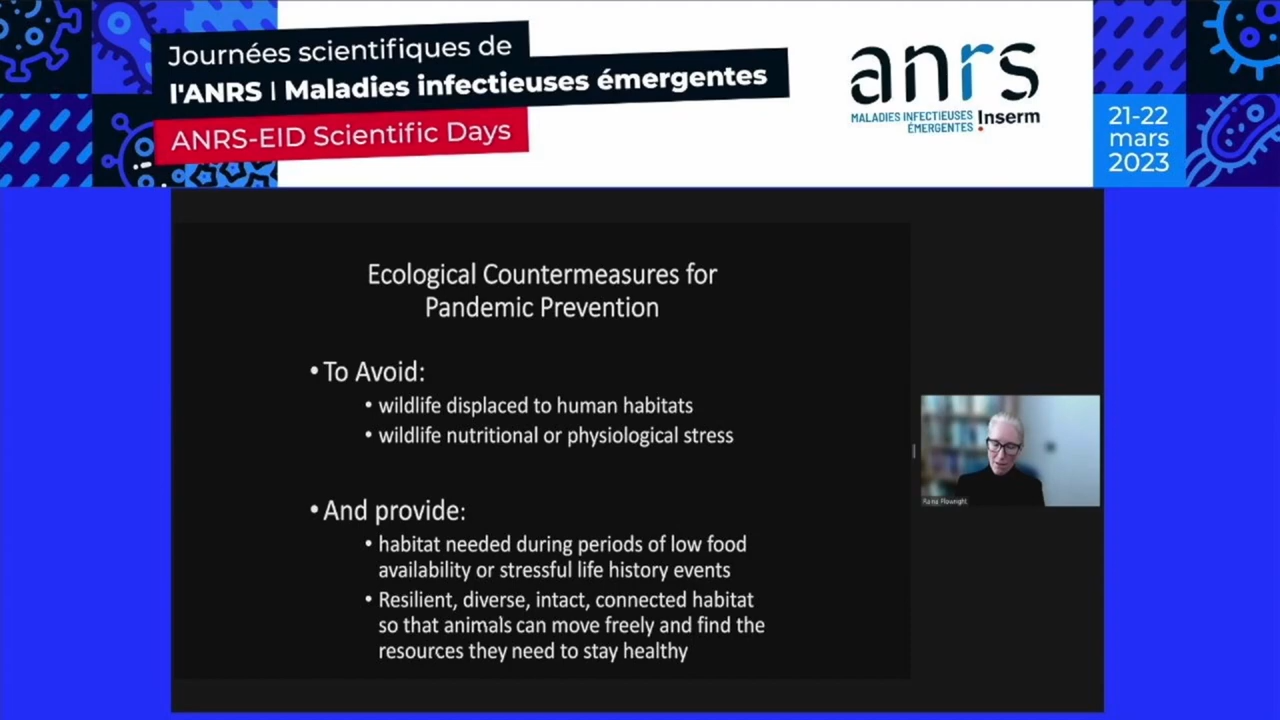 Journées scientifiques de
l'ANRS | Maladies infectieuses émergentes
ANRS-EID Scientific Days
anrs
MALADIES INFECTIEUSES
ÉMERGENTES
Inserm
21-22
mars
2023
Ecological Countermeasures for
Pandemic Prevention
• To Avoid:
• wildlife displaced to human habitats
• wildlife nutritional or physiological stress
• And provide:
• habitat needed during periods of low food
availability or stressful life history events
• Resilient, diverse, intact, connected habitat
so that animals can move freely and find the
resources they need to stay healthy
Plowright